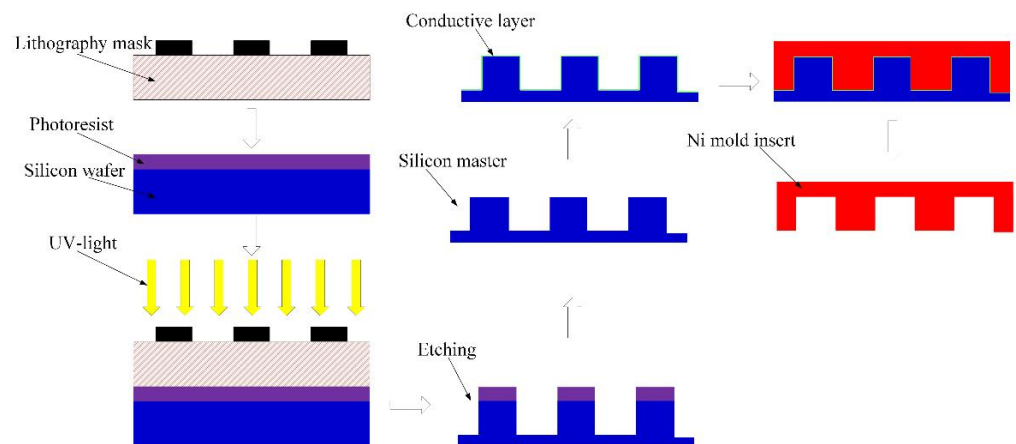 Lithography mask
Photoresist
Silicon wafer
UV-light
Etching
Silicon master
Conductive layer
Ni mold insert